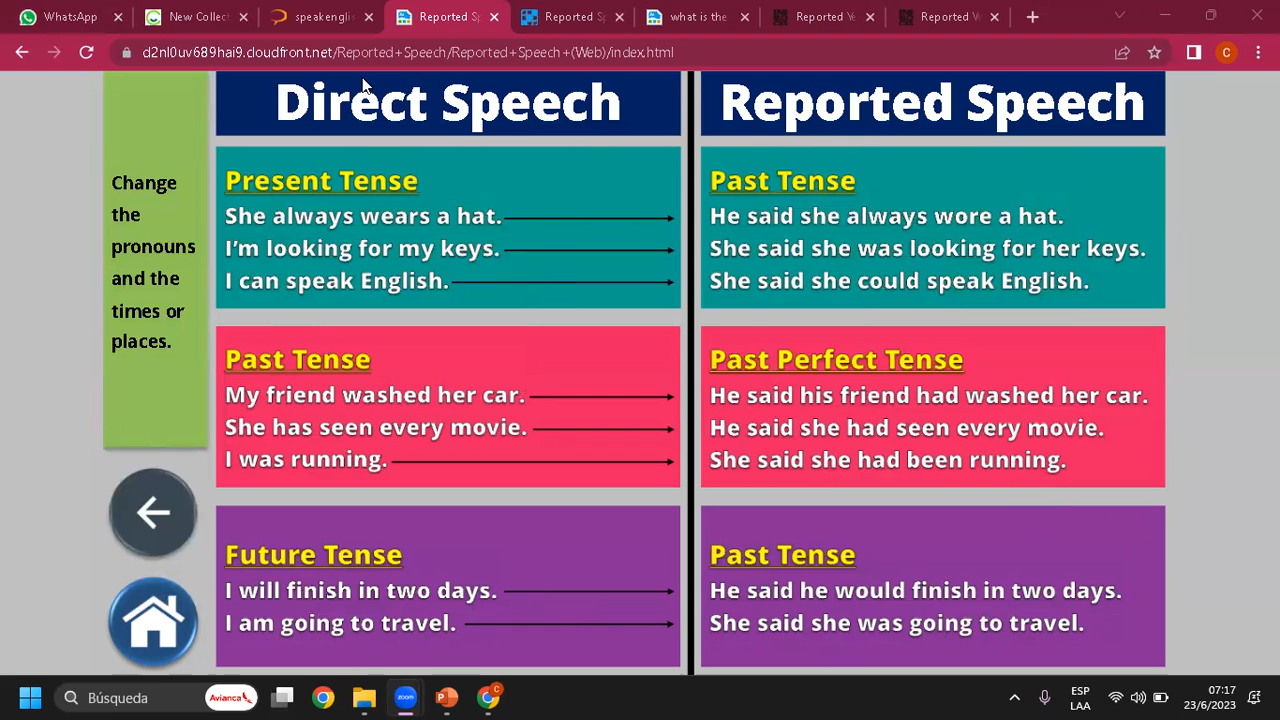 WhatsApp
New Collec
speakengli
Reported S
Reported Sp
what is the
Reported V
Reported V
d2nl0uv689hai9.cloudfront.net/Reported+Speech/Reported+Speech+(Web)/index.html
C
Direct Speech
Reported Speech
Change
the
pronouns
and the
times or
places.
Present Tense
She always wears a hat.
I'm looking for my keys.
I can speak English.
Past Tense
He said she always wore a hat.
She said she was looking for her keys.
She said she could speak English.
Past Tense
My friend washed her car.
She has seen every movie.
I was running.
Past Perfect Tense
He said his friend had washed her car.
He said she had seen every movie.
She said she had been running.
Future Tense
I will finish in two days.
I am going to travel.
Past Tense
He said he would finish in two days.
She said she was going to travel.
Búsqueda
Avianca
zoom
C
ESP
LAA
07:17
23/6/2023